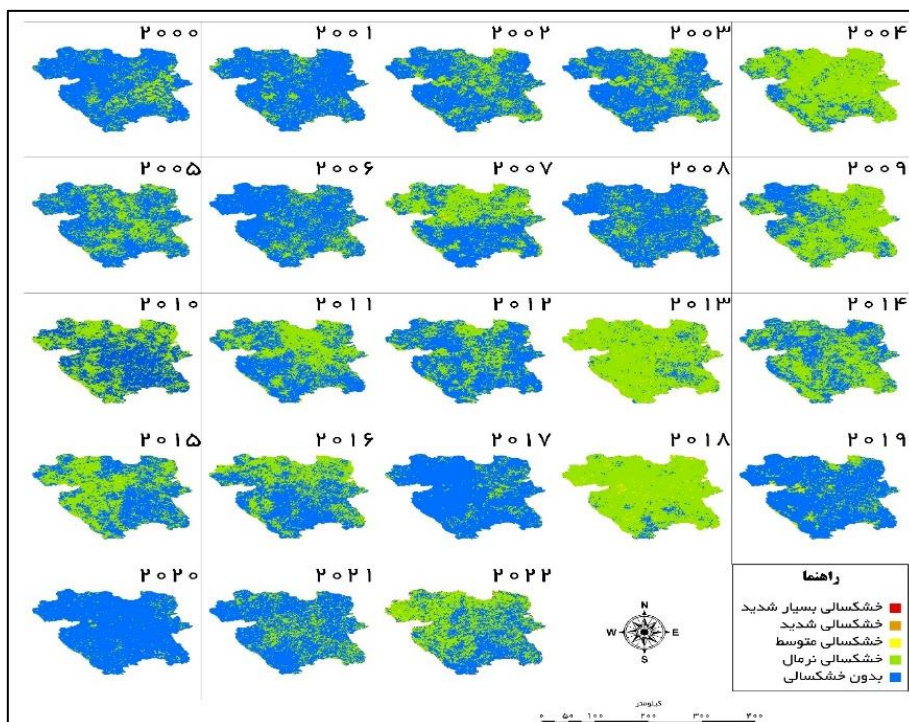 ۲۰۰۰ ۲۰۰۱ ۲۰۰۲ ۲۰۰۳ ۲۰۰۴
۲۰۰۵ ۲۰۰۶ ۲۰۰۷ ۲۰۰۸ ۲۰۰۹
۲۰۱۰ ۲۰۱۱ ۲۰۱۲ ۲۰۱۳ ۲۰۱۴
۲۰۱۵ ۲۰۱۶ ۲۰۱۷ ۲۰۱۸ ۲۰۱۹
۲۰۲۰ ۲۰۲۱ ۲۰۲۲
N
W E
S
راهنما
خشکسالی بسیار شدید
خشکسالی شدید
خشکسالی متوسط
خشکسالی نرمال
بدون خشکسالی
کیلومتر
۰ ۵۰ ۱۰۰ ۲۰۰ ۳۰۰ ۴۰۰